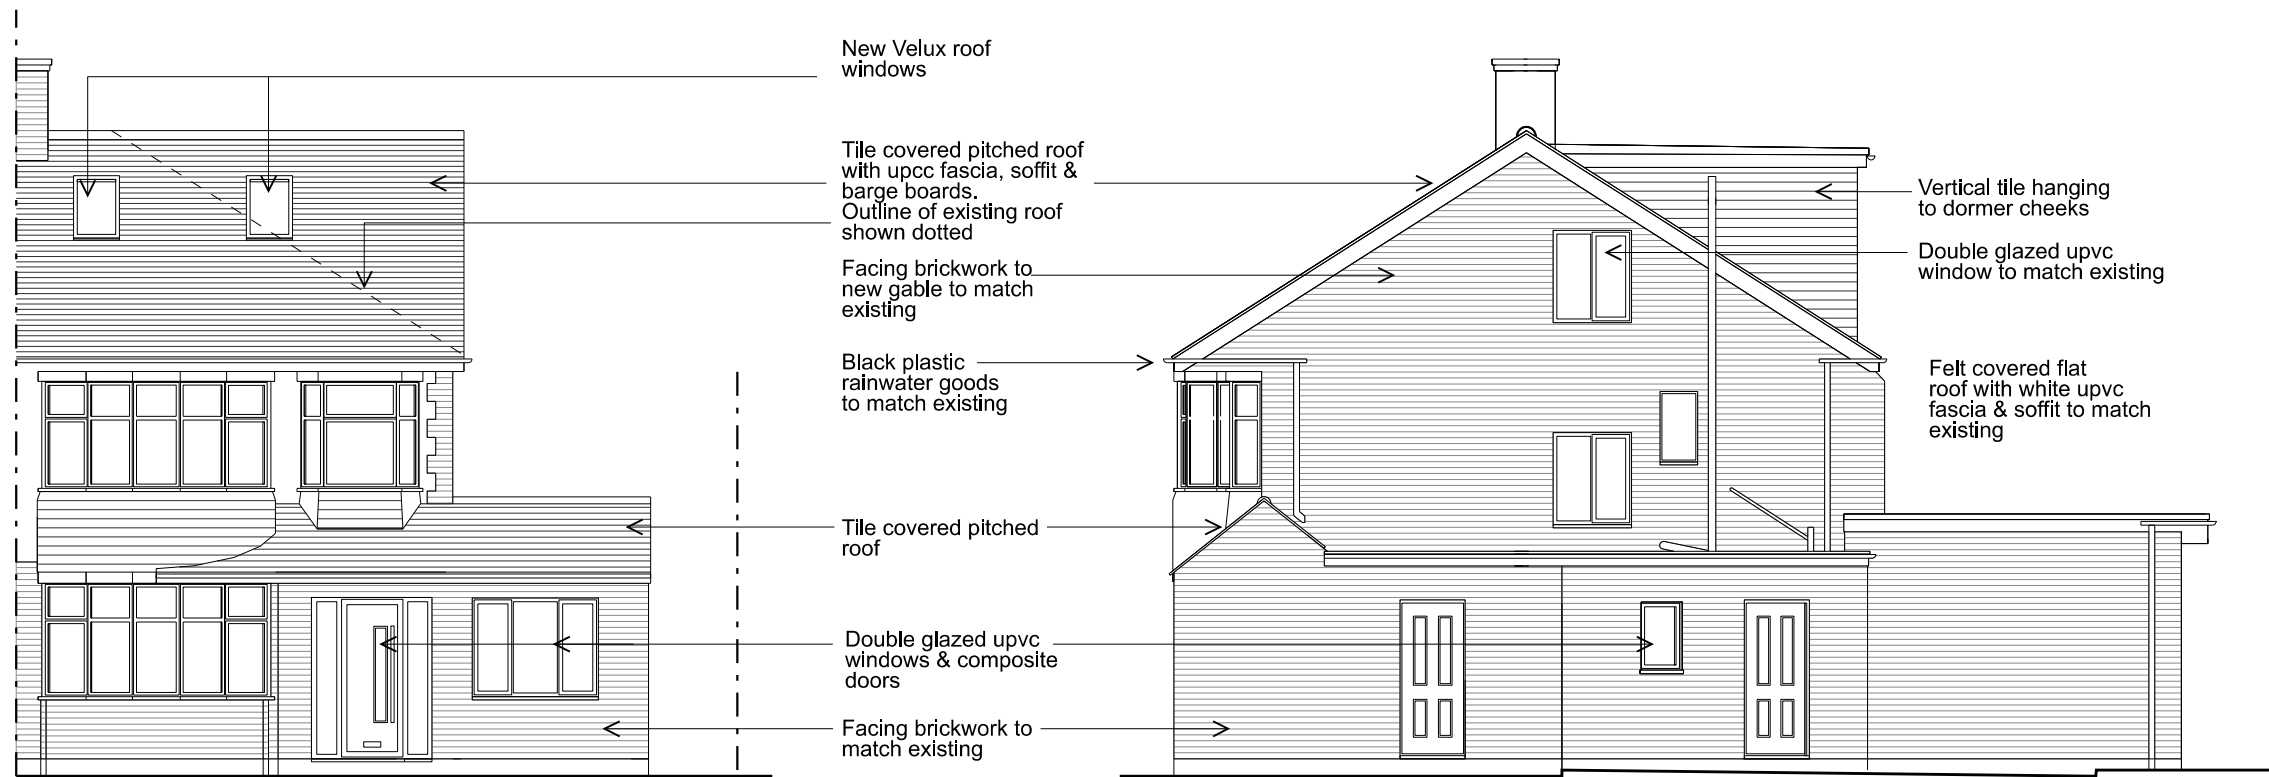 New Velux roof
windows
Tile covered pitched roof
with upcc fascia, soffit &
barge boards.
Outline of existing roof
shown dotted
Facing brickwork to
new gable to match
existing
Black plastic
rainwater goods
to match existing
Tile covered pitched
roof
Double glazed upvc
windows & composite
doors
Facing brickwork to
match existing
Vertical tile hanging
to dormer cheeks
Double glazed upvc
window to match existing
Felt covered flat
roof with white upvc
fascia & soffit to match
existing